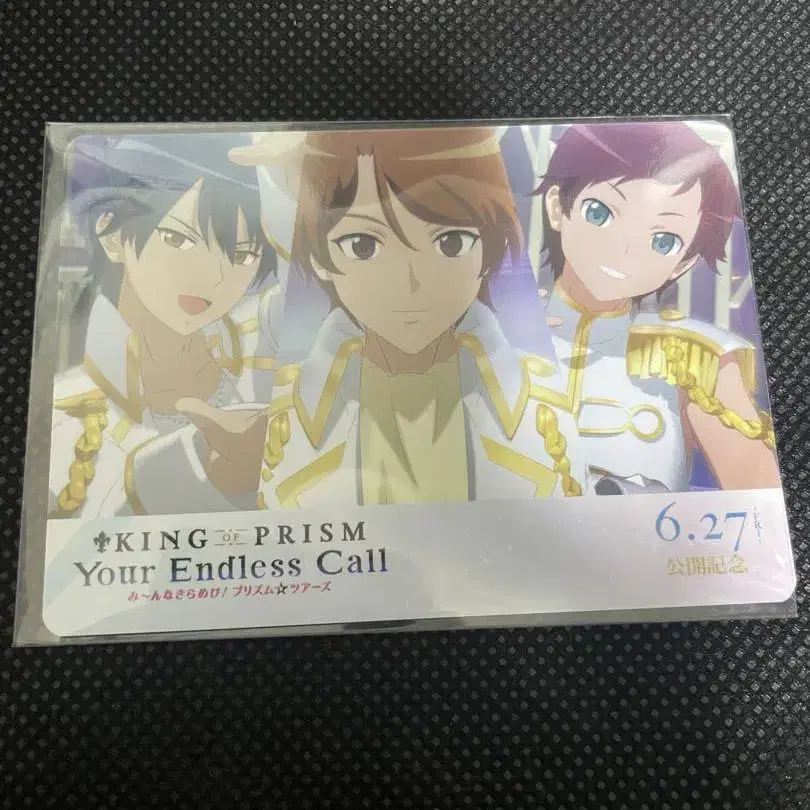 KING OF PRISM
Your Endless Call
み〜んなきらめけ!プリズム☆ツアーズ
6.27 FRI.
公開記念